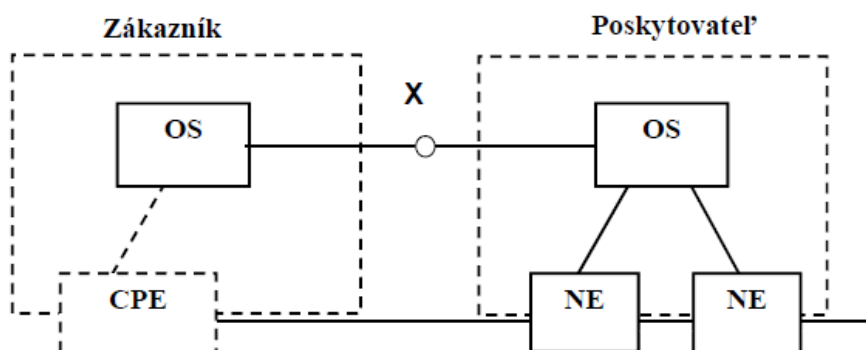 Zákazník
Poskytovateľ
X
OS
OS
CPE
NE
NE